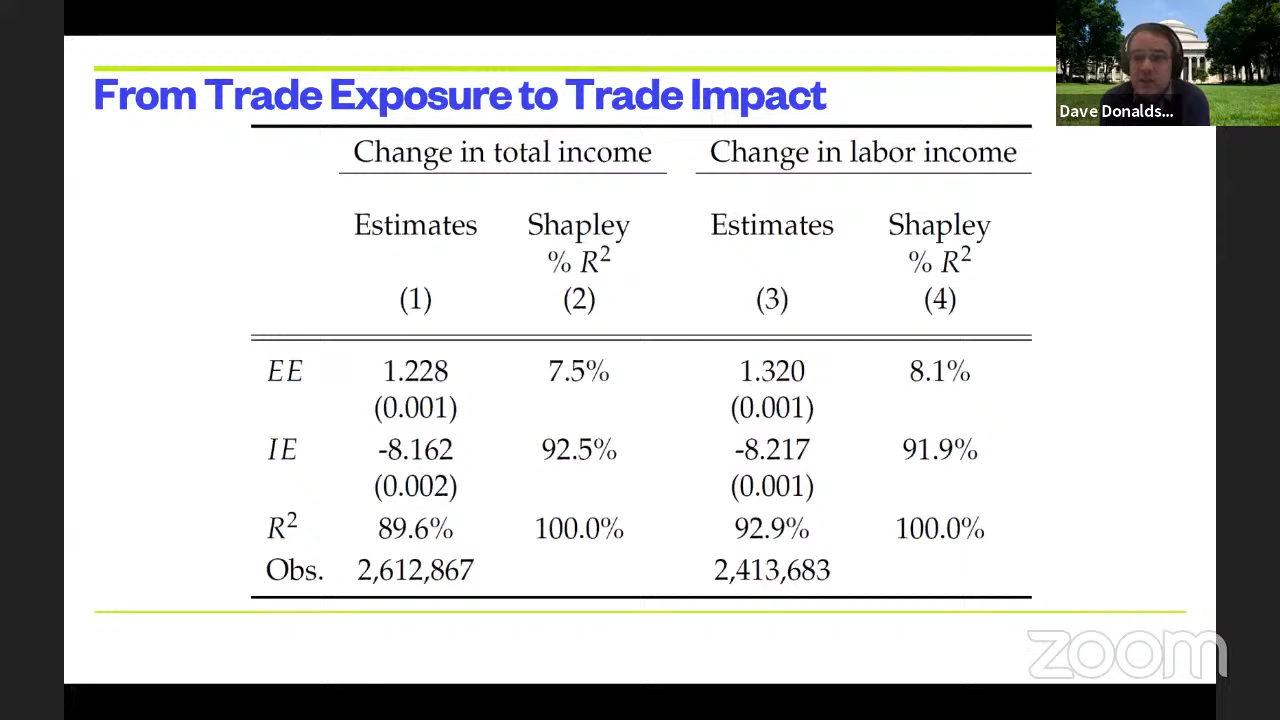 From Trade Exposure to Trade Impact
Dave Donalds...
Change in total income Change in labor income
Estimates Shapley Estimates Shapley
% R² % R²
(1) (2) (3) (4)
EE 1.228 7.5% 1.320 8.1%
(0.001) (0.001)
IE -8.162 92.5% -8.217 91.9%
(0.002) (0.001)
R² 89.6% 100.0% 92.9% 100.0%
Obs. 2,612,867 2,413,683
zoom